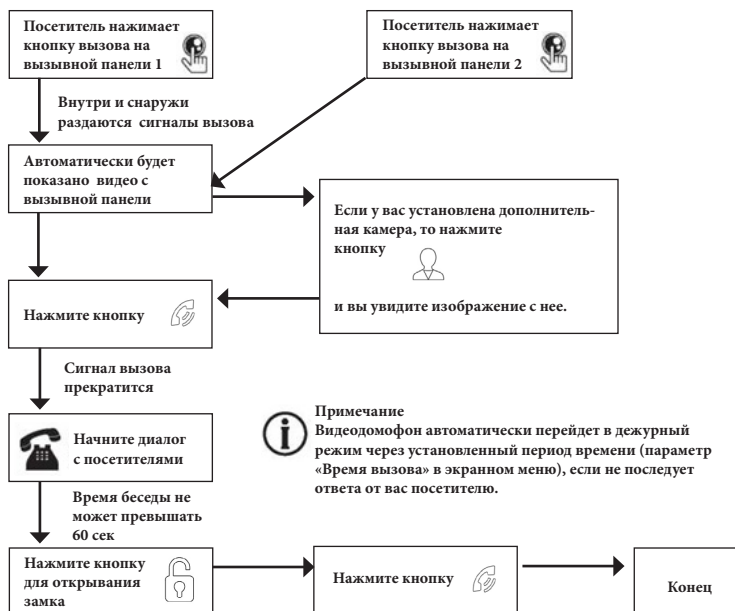 Посетитель нажимает
кнопку вызова на
вызывной панели 1
Посетитель нажимает
кнопку вызова на
вызывной панели 2
Внутри и снаружи
раздаются сигналы вызова
Автоматически будет
показано видео с
вызывной панели
Если у вас установлена дополнитель-
ная камера, то нажмите
кнопку
и вы увидите изображение с нее.
Нажмите кнопку
Сигнал вызова
прекратится
Начните диалог
с посетителями
Примечание
Видеодомофон автоматически перейдет в дежурный
режим через установленный период времени (параметр
«Время вызова» в экранном меню), если не последует
ответа от вас посетителю.
Время беседы не
может превышать
60 сек
Нажмите кнопку
для открывания
замка
Нажмите кнопку
Конец